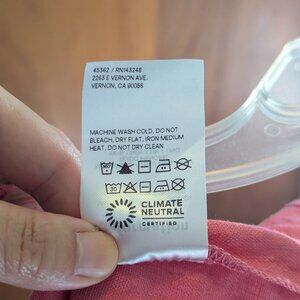 45362 / RN143246
2263 E VERNON AVE.
VERNON, CA 90058
MACHINE WASH COLD, DO NOT
BLEACH, DRY FLAT, IRON MEDIUM
HEAT, DO NOT DRY CLEAN
CLIMATE
NEUTRAL
CERTIFIED